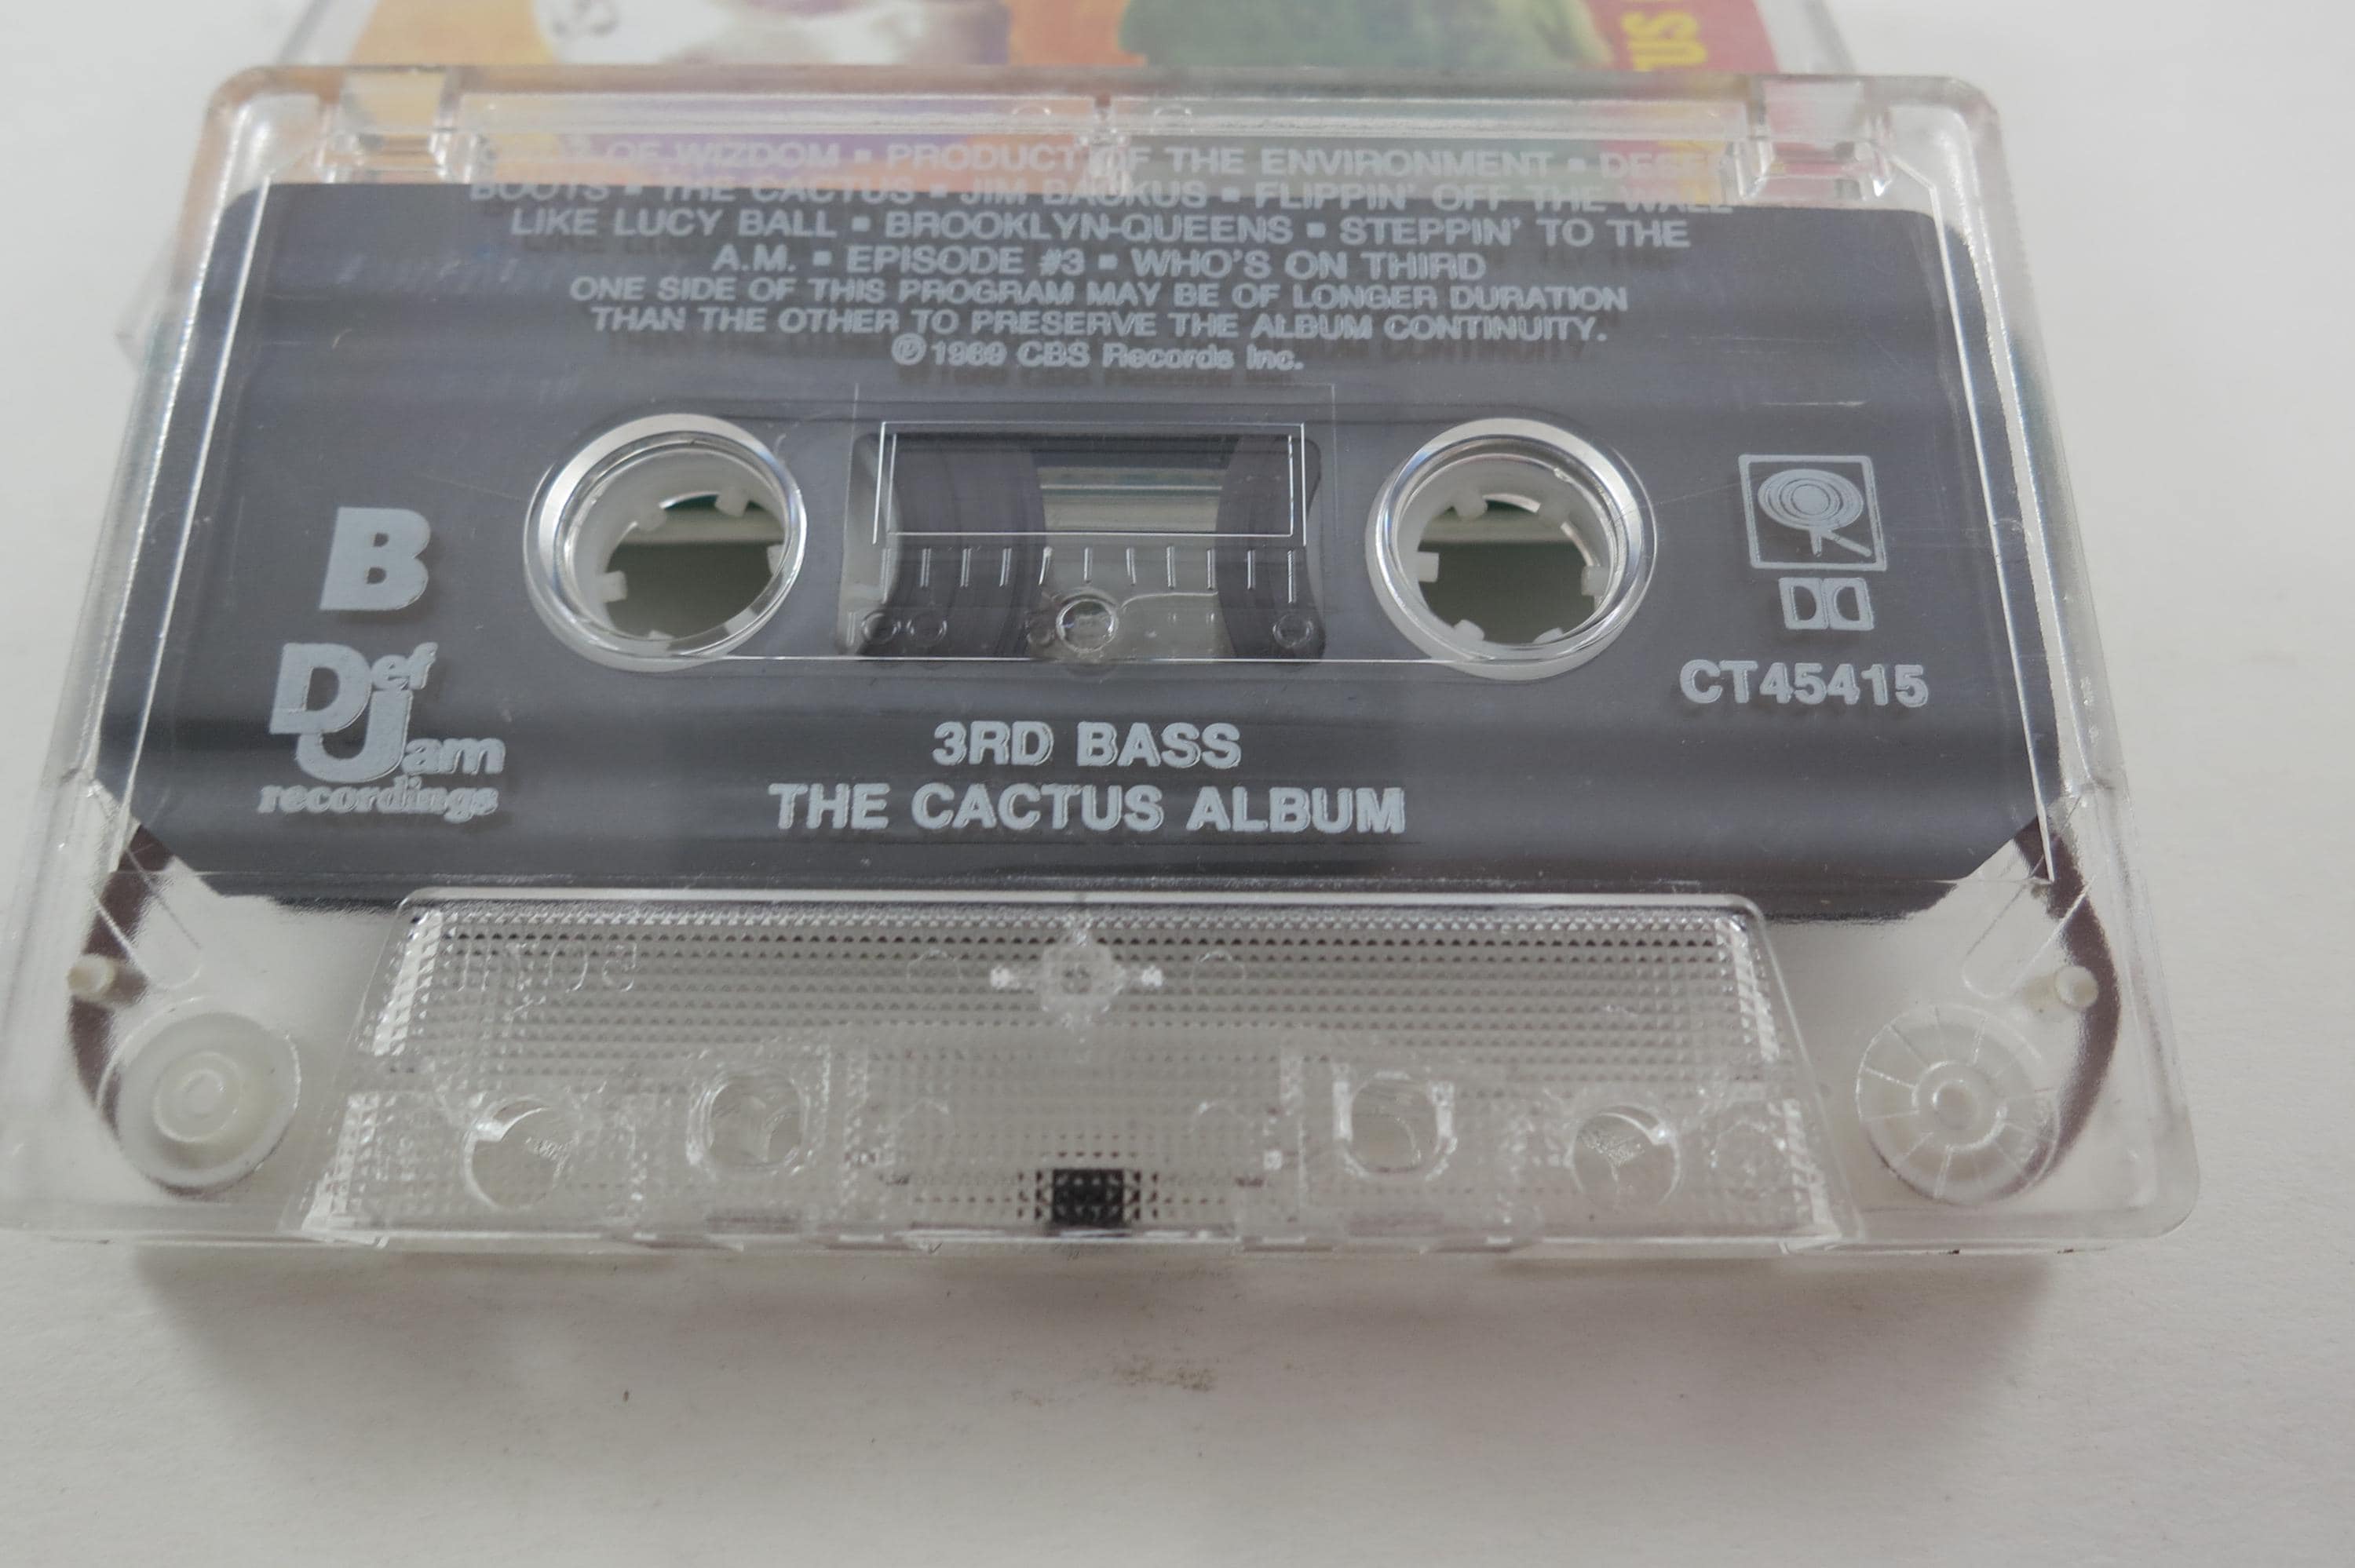 TUS
OF WIZDOM ▪ PRODUCT OF THE ENVIRONMENT ▪
BOOTS ▪ THE CACTUS ▪ JIM BACKUS ▪ FLIPPIN' OFF THE WALL
LIKE LUCY BALL ▪ BROOKLYN-QUEENS ▪ STEPPIN' TO THE
A.M. ▪ EPISODE #3 ▪ WHO'S ON THIRD
ONE SIDE OF THIS PROGRAM MAY BE OF LONGER DURATION
THAN THE OTHER TO PRESERVE THE ALBUM CONTINUITY.
℗ 1989 CBS Records Inc.
B
Def
Jam
recordings
CT45415
3RD BASS
THE CACTUS ALBUM